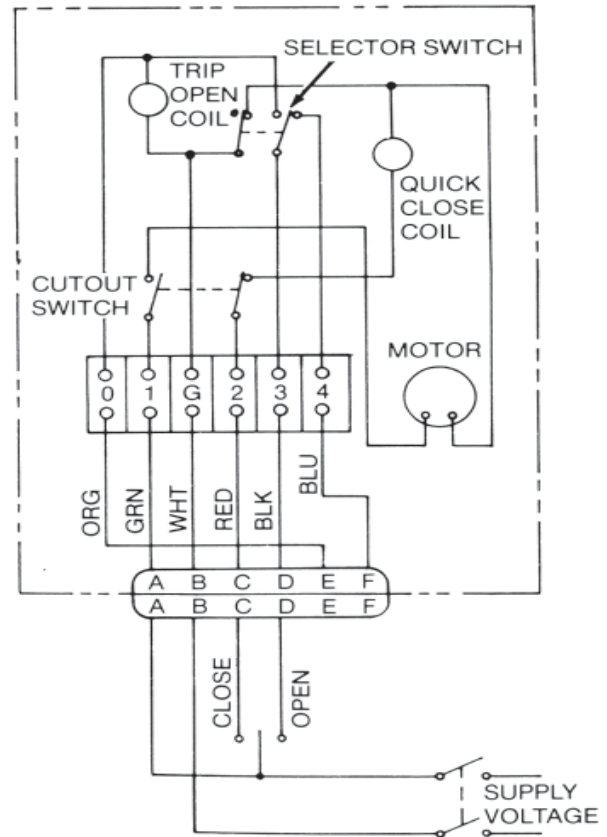 SELECTOR SWITCH
TRIP
OPEN
COIL
QUICK
CLOSE
COIL
CUTOUT
SWITCH
MOTOR
0 1 G 2 3 4
ORG GRN WHT RED BLK BLU
A B C D E F
A B C D E F
CLOSE OPEN
SUPPLY
VOLTAGE